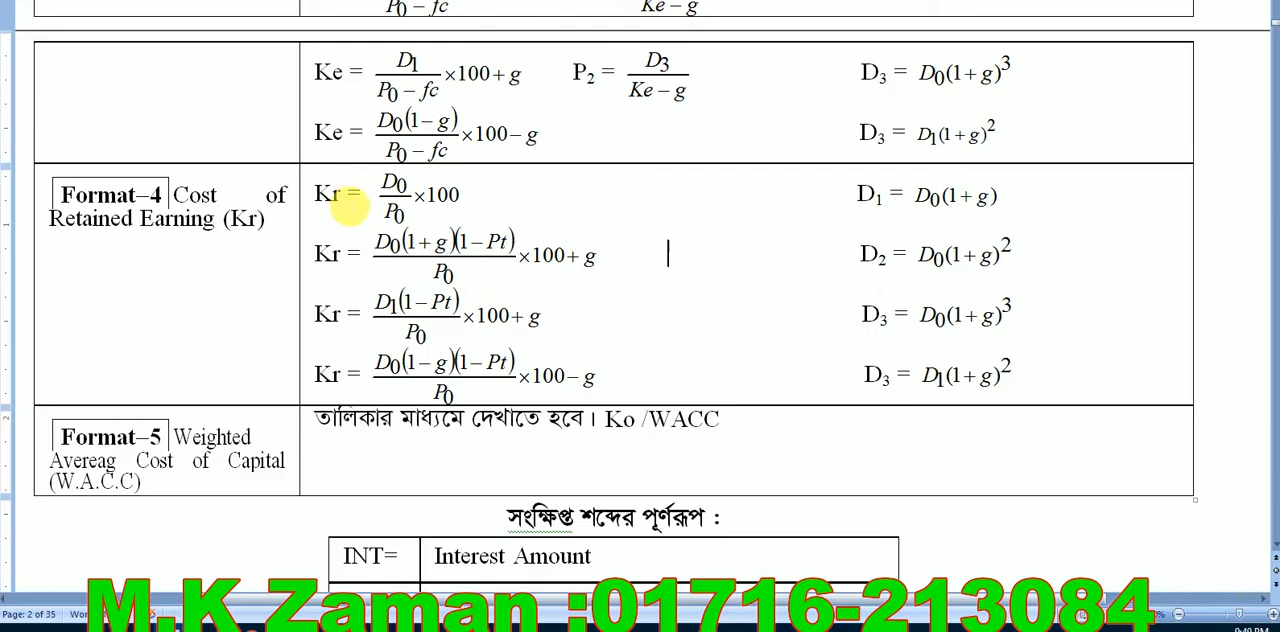 P0 – fc Ke – g
Ke = D1 / P0 – fc ×100 + g P2 = D3 / Ke – g D3 = D0(1+ g)^3
Ke = D0(1– g) / P0 – fc ×100 – g D3 = D1(1+ g)^2
Format–4 Cost of Retained Earning (Kr)
Kr = D0 / P0 ×100 D1 = D0(1+ g)
Kr = D0(1+ g)(1– Pt) / P0 ×100 + g D2 = D0(1+ g)^2
Kr = D1(1– Pt) / P0 ×100 + g D3 = D0(1+ g)^3
Kr = D0(1– g)(1– Pt) / P0 ×100 – g D3 = D1(1+ g)^2
Format–5 Weighted
Avereag Cost of Capital
(W.A.C.C)
তালিকার মাধ্যমে দেখাতে হবে। Ko /WACC
সংক্ষিপ্ত শব্দের পূর্ণরূপ :
INT= Interest Amount
M.K.Zaman :01716-213084
Page: 2 of 35